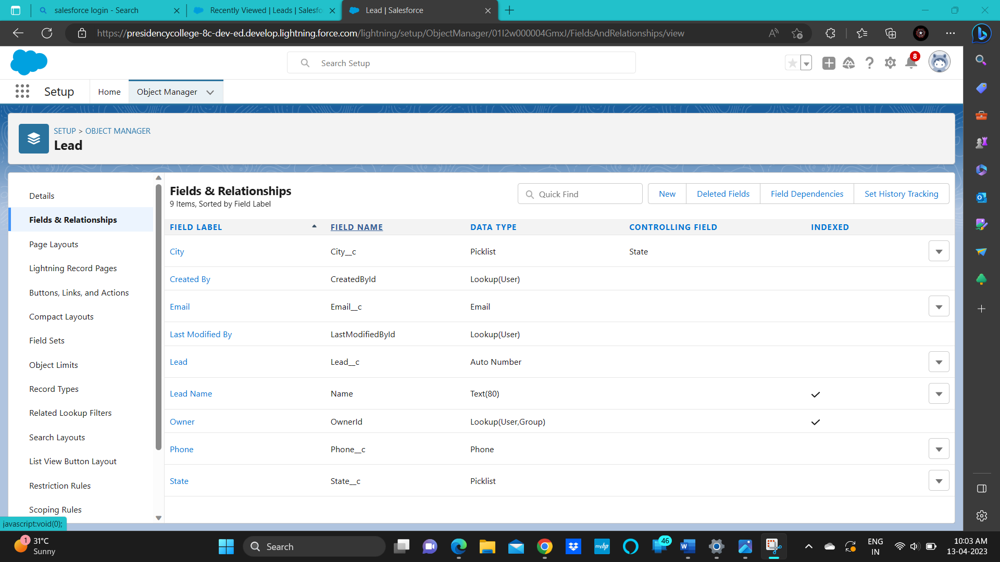 salesforce login - Search
Recently Viewed | Leads | Salesfo
Lead | Salesforce
https://presidencycollege-8c-dev-ed.develop.lightning.force.com/lightning/setup/ObjectManager/01I2w000004GmxJ/FieldsAndRelationships/view
Search Setup
8
Setup
Home
Object Manager
SETUP > OBJECT MANAGER
Lead
Details
Fields & Relationships
Page Layouts
Lightning Record Pages
Buttons, Links, and Actions
Compact Layouts
Field Sets
Object Limits
Record Types
Related Lookup Filters
Search Layouts
List View Button Layout
Restriction Rules
Scoping Rules
Fields & Relationships
9 Items, Sorted by Field Label
Quick Find
New
Deleted Fields
Field Dependencies
Set History Tracking
FIELD LABEL FIELD NAME DATA TYPE CONTROLLING FIELD INDEXED
City City__c Picklist State
Created By CreatedById Lookup(User)
Email Email__c Email
Last Modified By LastModifiedById Lookup(User)
Lead Lead__c Auto Number
Lead Name Name Text(80)
Owner OwnerId Lookup(User,Group)
Phone Phone__c Phone
State State__c Picklist
javascript:void(0);
1
31°C
Sunny
Search
myhp
46
W
ENG
IN
10:03 AM
13-04-2023